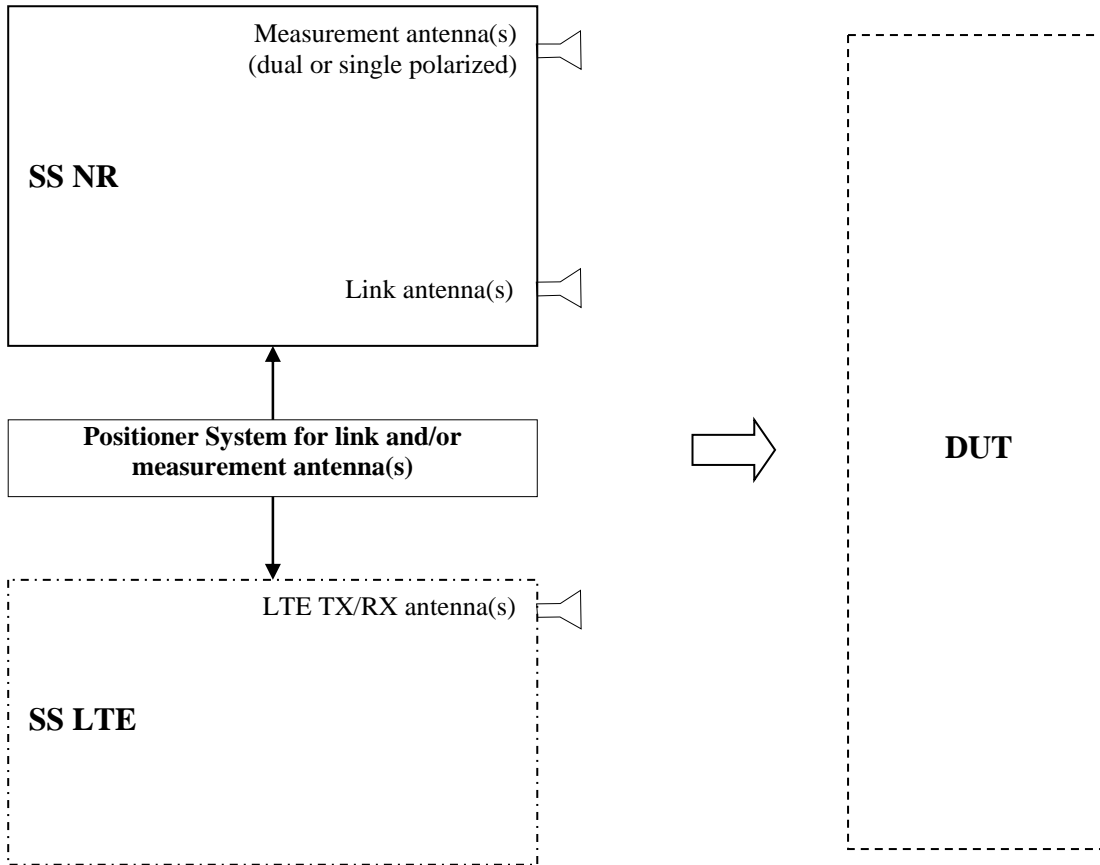 Measurement antenna(s)
(dual or single polarized)
SS NR
Link antenna(s)
Positioner System for link and/or
measurement antenna(s)
DUT
LTE TX/RX antenna(s)
SS LTE